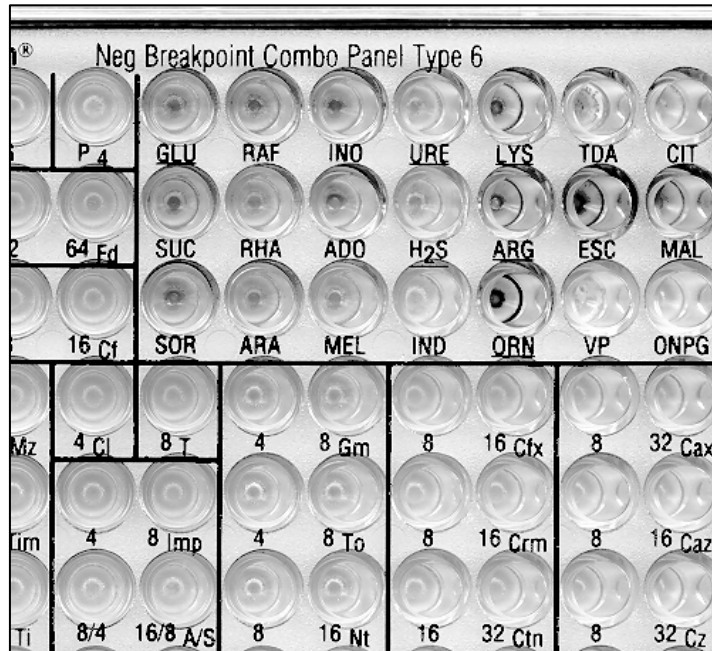 ® Neg Breakpoint Combo Panel Type 6
P 4 GLU RAF INO URE LYS TDA CIT
2 64 Fd SUC RHA ADO H2S ARG ESC MAL
16 Cf SOR ARA MEL IND ORN VP ONPG
Mz 4 Cl 8 T 4 8 Gm 8 16 Cfx 8 32 Cax
Tim 4 8 Imp 4 8 To 8 16 Crm 8 16 Caz
Ti 8/4 16/8 A/S 8 16 Nt 16 32 Ctn 8 32 Cz